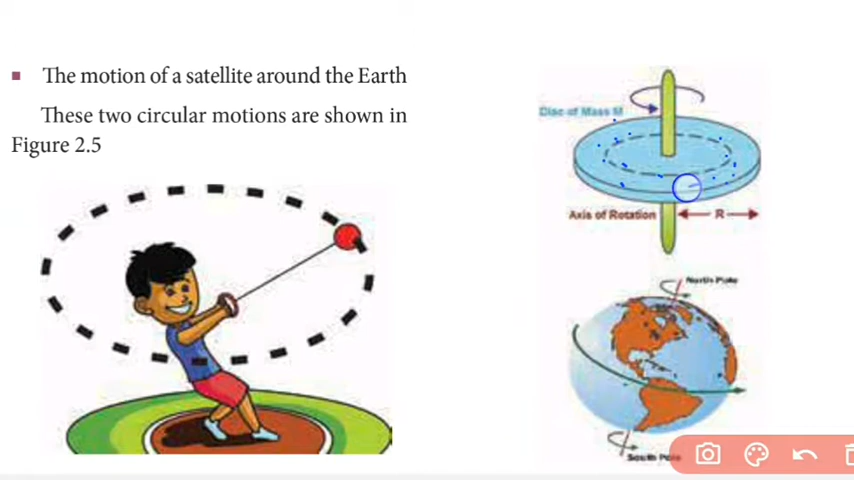 ▪ The motion of a satellite around the Earth
These two circular motions are shown in
Figure 2.5
Disc of Mass M
Axis of Rotation
R
North Pole
South Pole